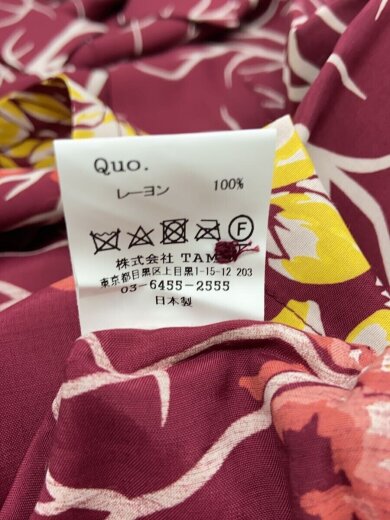 Quo.
レーヨン 100%
F
株式会社 TAM
東京都目黒区上目黒1-15-12 203
03-6455-2555
日本製